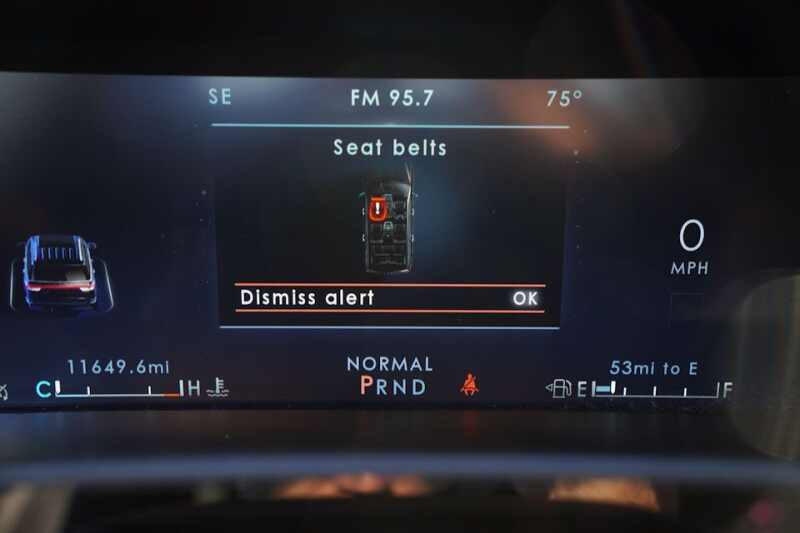 SE FM 95.7 75°
Seat belts
!
0
MPH
Dismiss alert OK
11649.6mi NORMAL 53mi to E
C H PRND E F